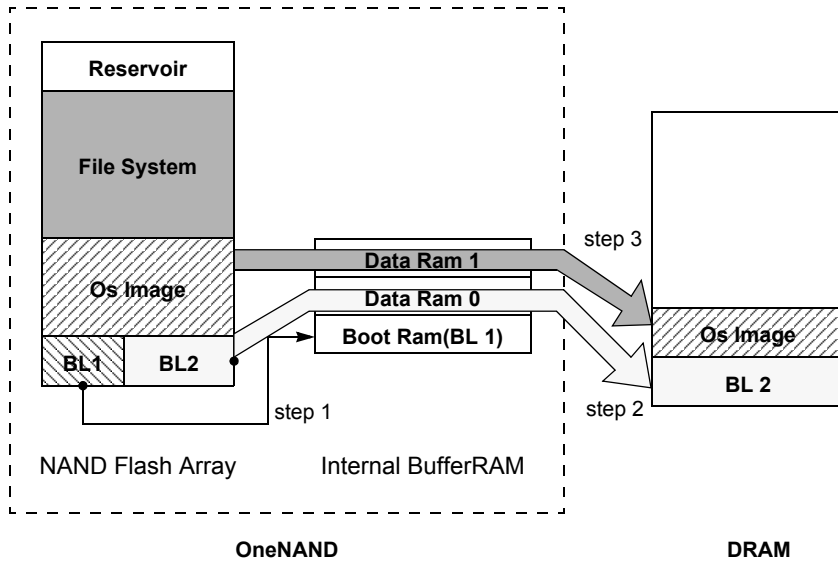 Reservoir
File System
Os Image
BL1
BL2
Data Ram 1
Data Ram 0
Boot Ram(BL 1)
step 1
step 3
step 2
Os Image
BL 2
NAND Flash Array
Internal BufferRAM
OneNAND
DRAM